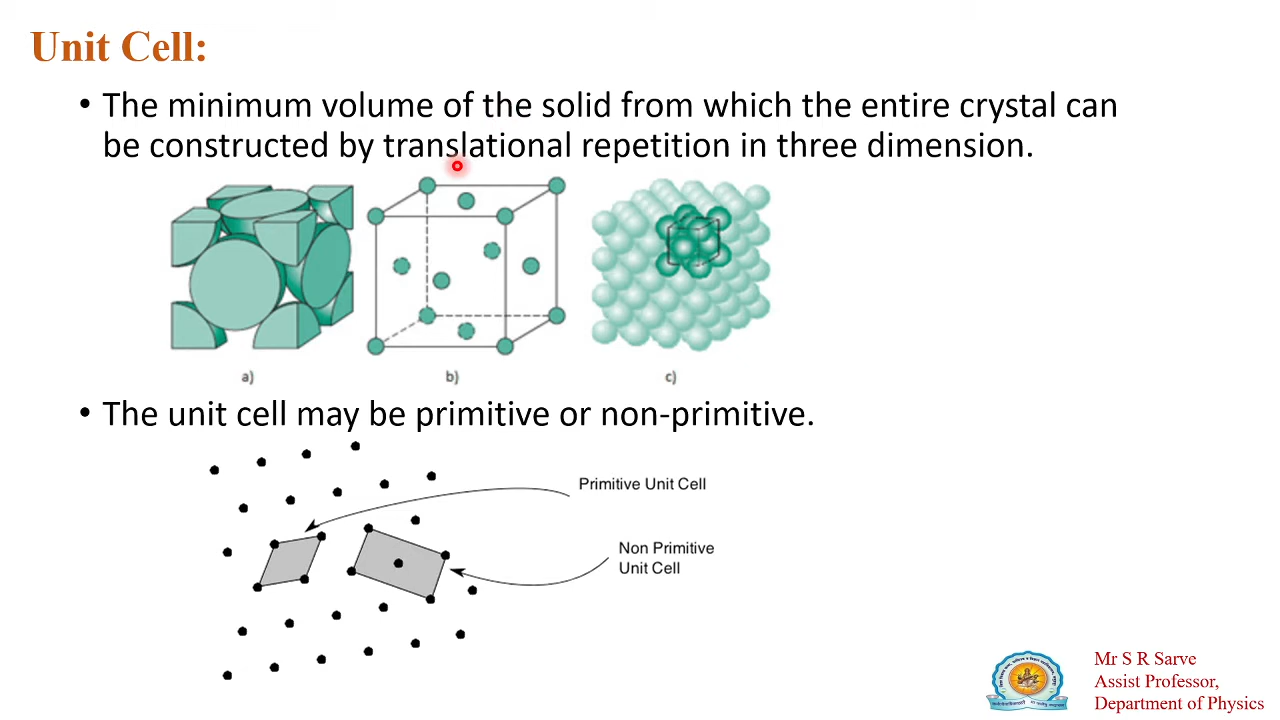 Unit Cell:
• The minimum volume of the solid from which the entire crystal can
be constructed by translational repetition in three dimension.
a) b) c)
• The unit cell may be primitive or non-primitive.
Primitive Unit Cell
Non Primitive
Unit Cell
Mr S R Sarve
Assist Professor,
Department of Physics